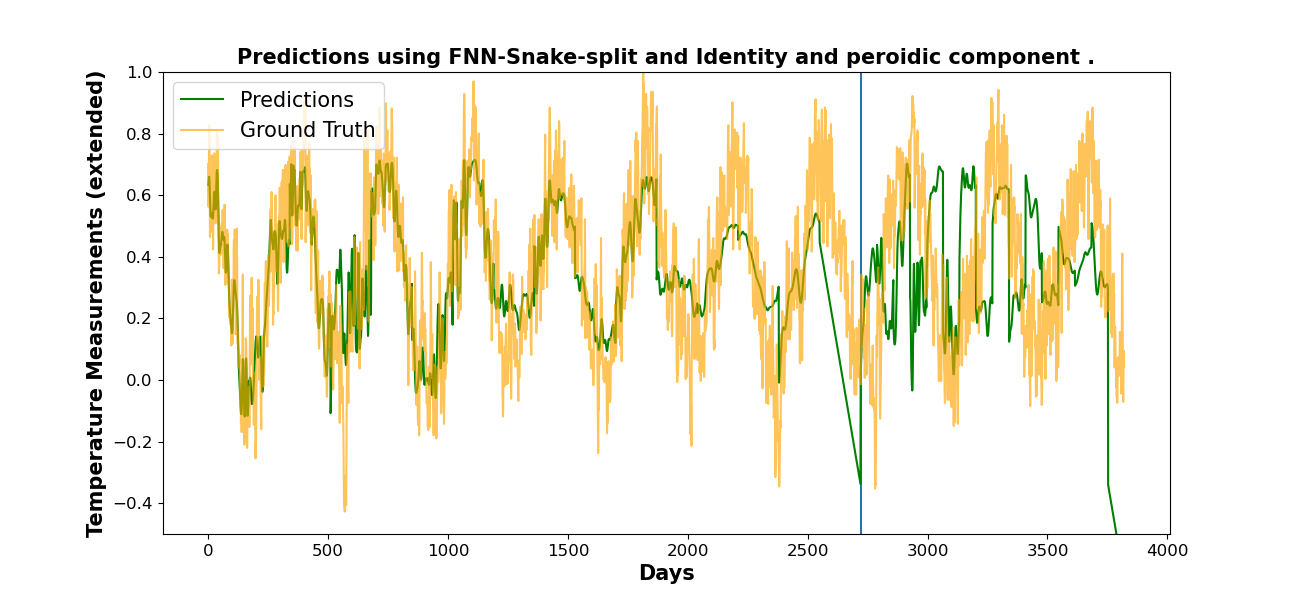 Predictions using FNN-Snake-split and Identity and peroidic component .
Temperature Measurements (extended)
1.0
0.8
0.6
0.4
0.2
0.0
−0.2
−0.4
Predictions
Ground Truth
0 500 1000 1500 2000 2500 3000 3500 4000
Days